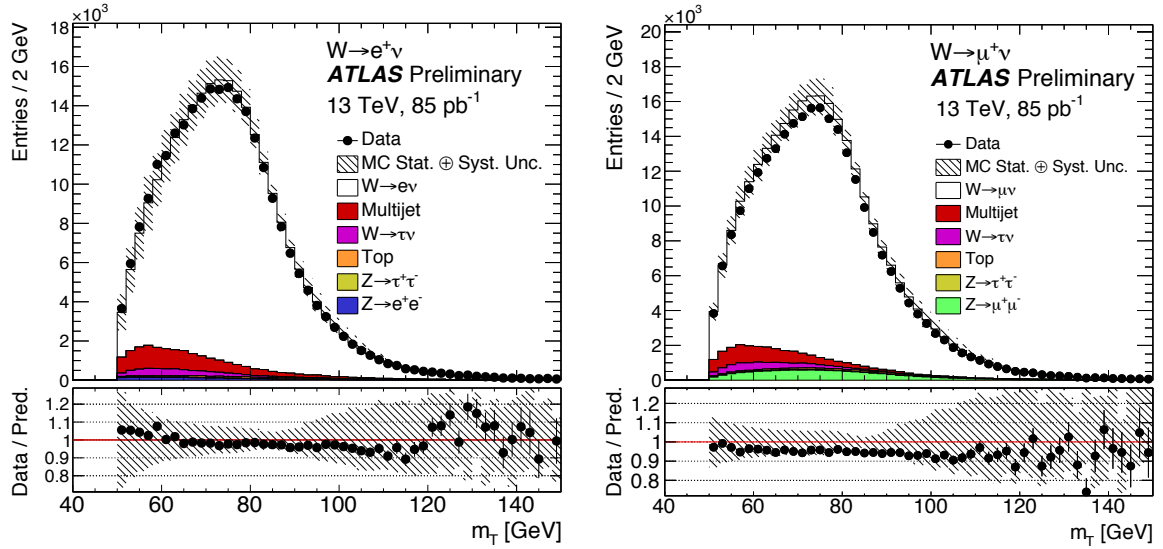 ×10³
Entries / 2 GeV
18
16
14
12
10
8
6
4
2
0
W→e⁺ν
ATLAS Preliminary
13 TeV, 85 pb⁻¹
Data
MC Stat. ⊕ Syst. Unc.
W→eν
Multijet
W→τν
Top
Z→τ⁺τ⁻
Z→e⁺e⁻
Data / Pred.
1.2
1.1
1
0.9
0.8
40 60 80 100 120 140
m_T [GeV]
×10³
Entries / 2 GeV
20
18
16
14
12
10
8
6
4
2
0
W→μ⁺ν
ATLAS Preliminary
13 TeV, 85 pb⁻¹
Data
MC Stat. ⊕ Syst. Unc.
W→μν
Multijet
W→τν
Top
Z→τ⁺τ⁻
Z→μ⁺μ⁻
Data / Pred.
1.2
1.1
1
0.9
0.8
40 60 80 100 120 140
m_T [GeV]